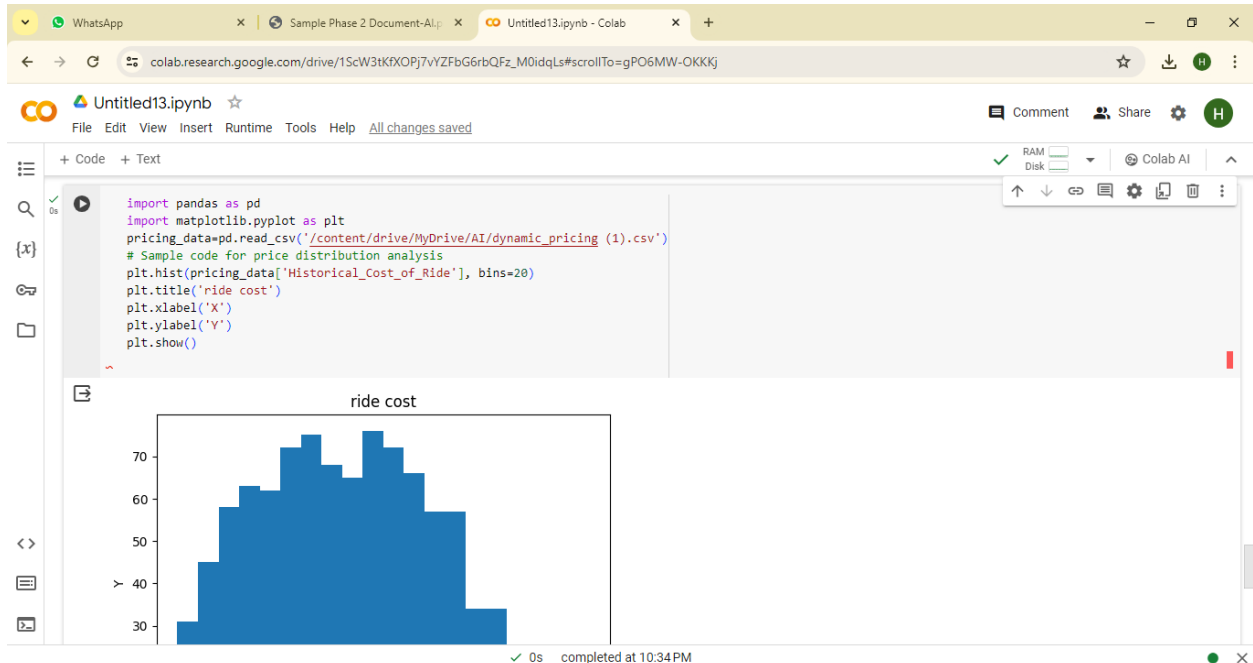 WhatsApp
Sample Phase 2 Document-AI.p
Untitled13.ipynb - Colab
colab.research.google.com/drive/1ScW3tKfXOPj7vYZFbG6rbQFz_M0idqLs#scrollTo=gPO6MW-OKKKj
H
Untitled13.ipynb
Comment
Share
H
File Edit View Insert Runtime Tools Help All changes saved
+ Code + Text
RAM
Disk
Colab AI
0s
{x}
import pandas as pd
import matplotlib.pyplot as plt
pricing_data=pd.read_csv('/content/drive/MyDrive/AI/dynamic_pricing (1).csv')
# Sample code for price distribution analysis
plt.hist(pricing_data['Historical_Cost_of_Ride'], bins=20)
plt.title('ride cost')
plt.xlabel('X')
plt.ylabel('Y')
plt.show()
ride cost
70
60
50
Y
40
30
0s completed at 10:34 PM